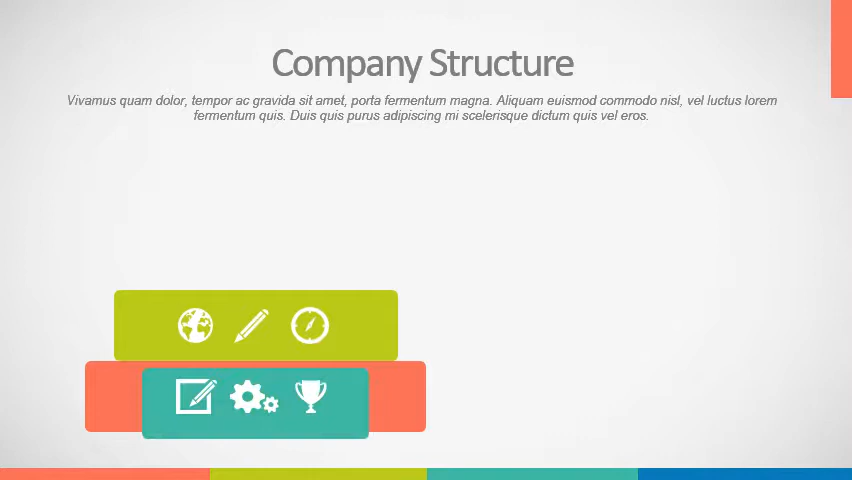 Company Structure
Vivamus quam dolor, tempor ac gravida sit amet, porta fermentum magna. Aliquam euismod commodo nisl, vel luctus lorem
fermentum quis. Duis quis purus adipiscing mi scelerisque dictum quis vel eros.